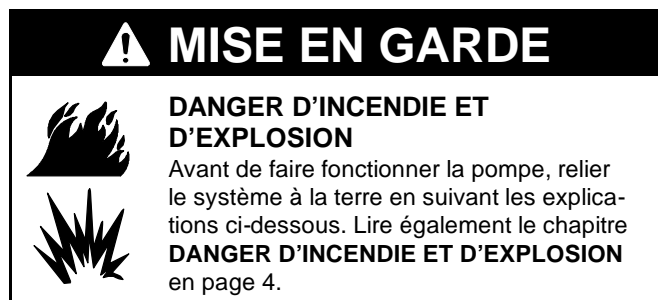 MISE EN GARDE
DANGER D’INCENDIE ET
D’EXPLOSION
Avant de faire fonctionner la pompe, relier
le système à la terre en suivant les explica-
tions ci-dessous. Lire également le chapitre
DANGER D’INCENDIE ET D’EXPLOSION
en page 4.